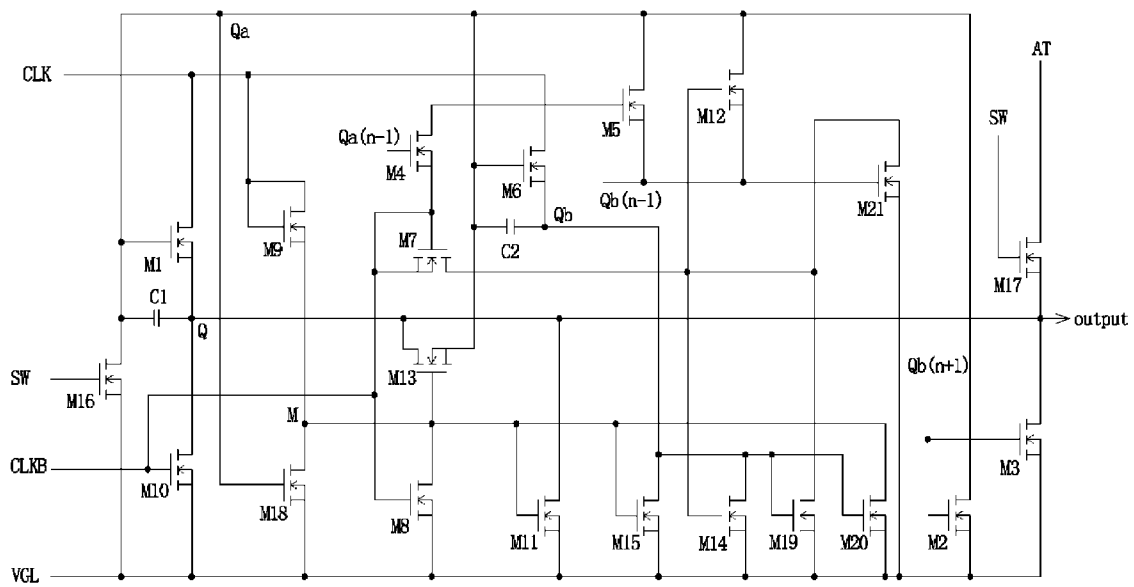 Qa
AT
CLK
M12
SW
M5
Qa(n-1)
M4
M6
Qb(n-1)
M21
Qb
M7
M9
C2
M1
M17
C1
output
Q
M13
Qb(n+1)
SW
M16
M
CLKB
M3
M10
M18
M8
M11
M15
M14
M19
M20
M2
VGL